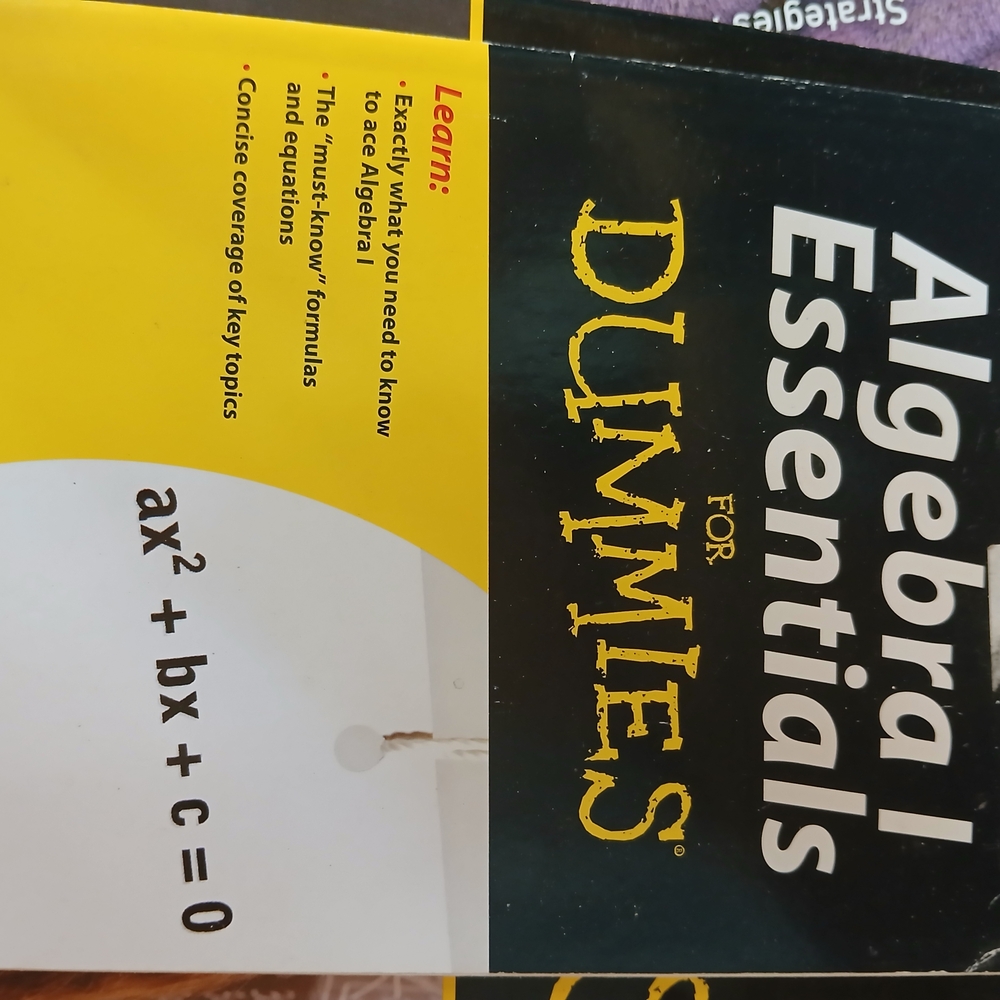 Algebra I
Essentials
FOR
DUMMIES®
Learn:
• Exactly what you need to know
to ace Algebra I
• The “must-know” formulas
and equations
• Concise coverage of key topics
ax² + bx + c = 0
Strategies